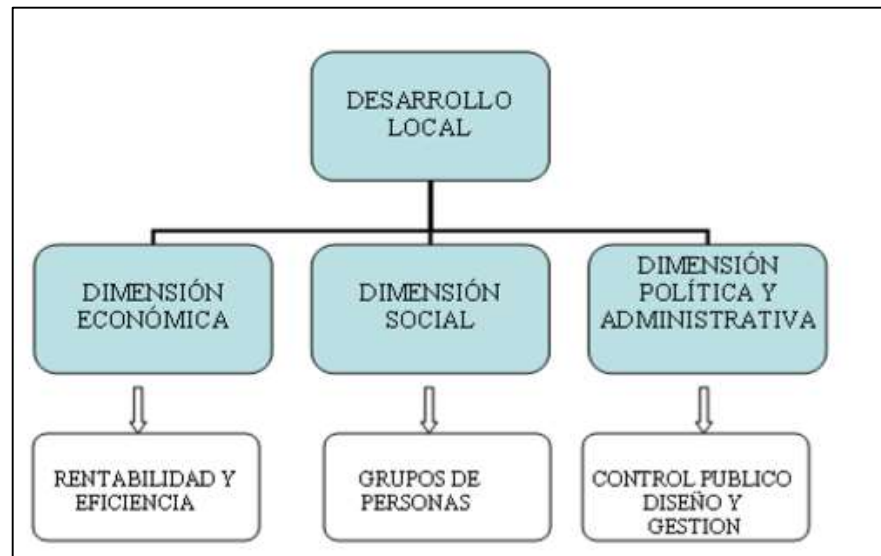 DESARROLLO
LOCAL
DIMENSIÓN
ECONÓMICA
DIMENSIÓN
SOCIAL
DIMENSIÓN
POLÍTICA Y
ADMINISTRATIVA
RENTABILIDAD Y
EFICIENCIA
GRUPOS DE
PERSONAS
CONTROL PUBLICO
DISEÑO Y
GESTION